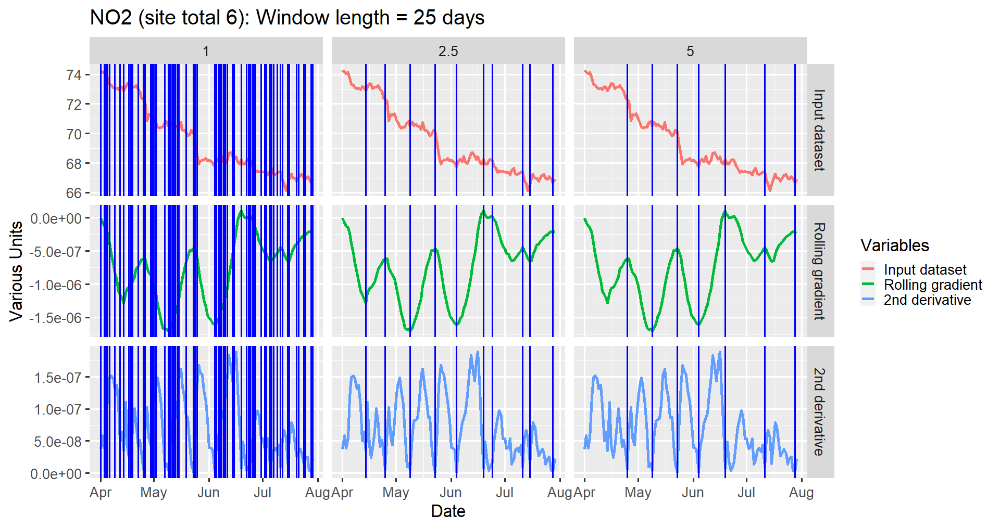 NO2 (site total 6): Window length = 25 days
1
2.5
5
74
72
70
68
66
Input dataset
Various Units
0.0e+00
-5.0e-07
-1.0e-06
-1.5e-06
Rolling gradient
1.5e-07
1.0e-07
5.0e-08
0.0e+00
2nd derivative
Apr May Jun Jul Aug
Apr May Jun Jul Aug
Apr May Jun Jul Aug
Date
Variables
Input dataset
Rolling gradient
2nd derivative